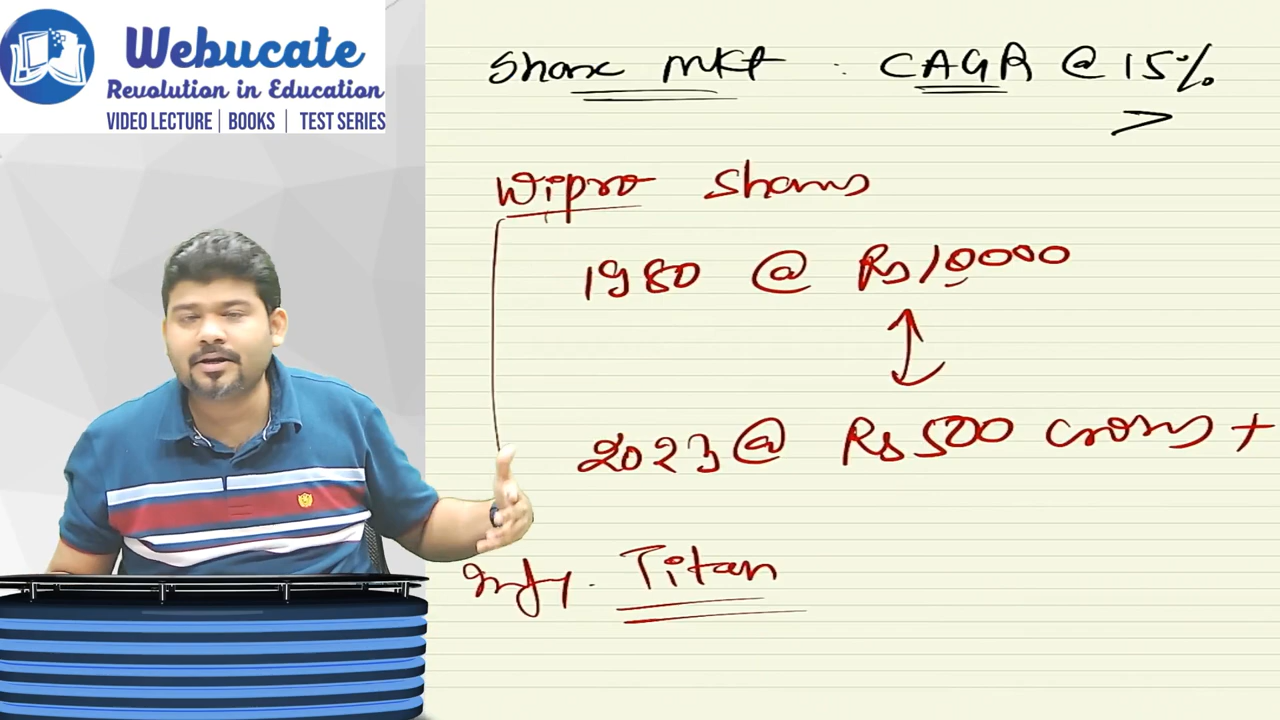 Webucate
Revolution in Education
VIDEO LECTURE | BOOKS | TEST SERIES
Share MKt : CAGR @ 15%
>
Wipro Shares
1980 @ Rs 10000
2023 @ Rs 500 crores +
Infy. Titan